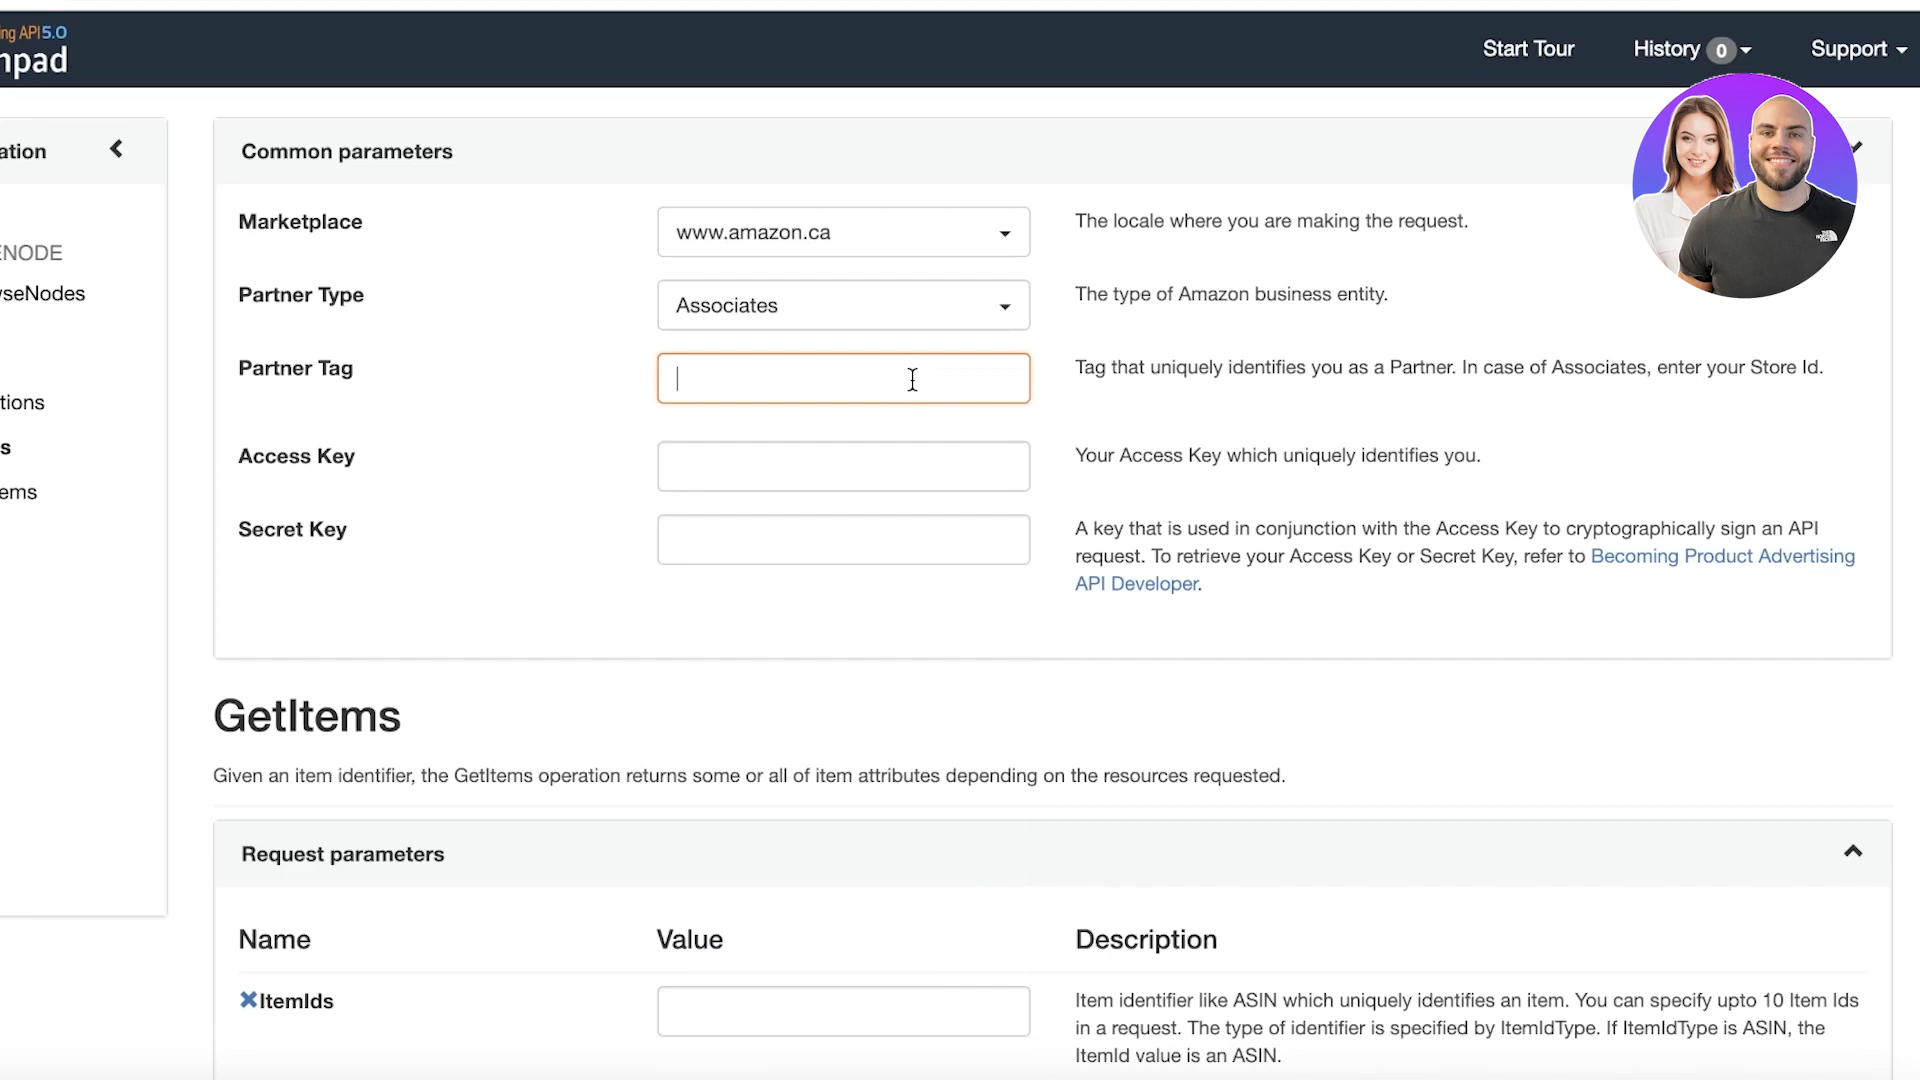 ing API5.0
npad
Start Tour
History 0
Support
ation
ENODE
wseNodes
tions
s
ems
Common parameters
Marketplace
www.amazon.ca
The locale where you are making the request.
Partner Type
Associates
The type of Amazon business entity.
Partner Tag
Tag that uniquely identifies you as a Partner. In case of Associates, enter your Store Id.
Access Key
Your Access Key which uniquely identifies you.
Secret Key
A key that is used in conjunction with the Access Key to cryptographically sign an API
request. To retrieve your Access Key or Secret Key, refer to Becoming Product Advertising
API Developer.
GetItems
Given an item identifier, the GetItems operation returns some or all of item attributes depending on the resources requested.
Request parameters
Name
Value
Description
ItemIds
Item identifier like ASIN which uniquely identifies an item. You can specify upto 10 Item Ids
in a request. The type of identifier is specified by ItemIdType. If ItemIdType is ASIN, the
ItemId value is an ASIN.